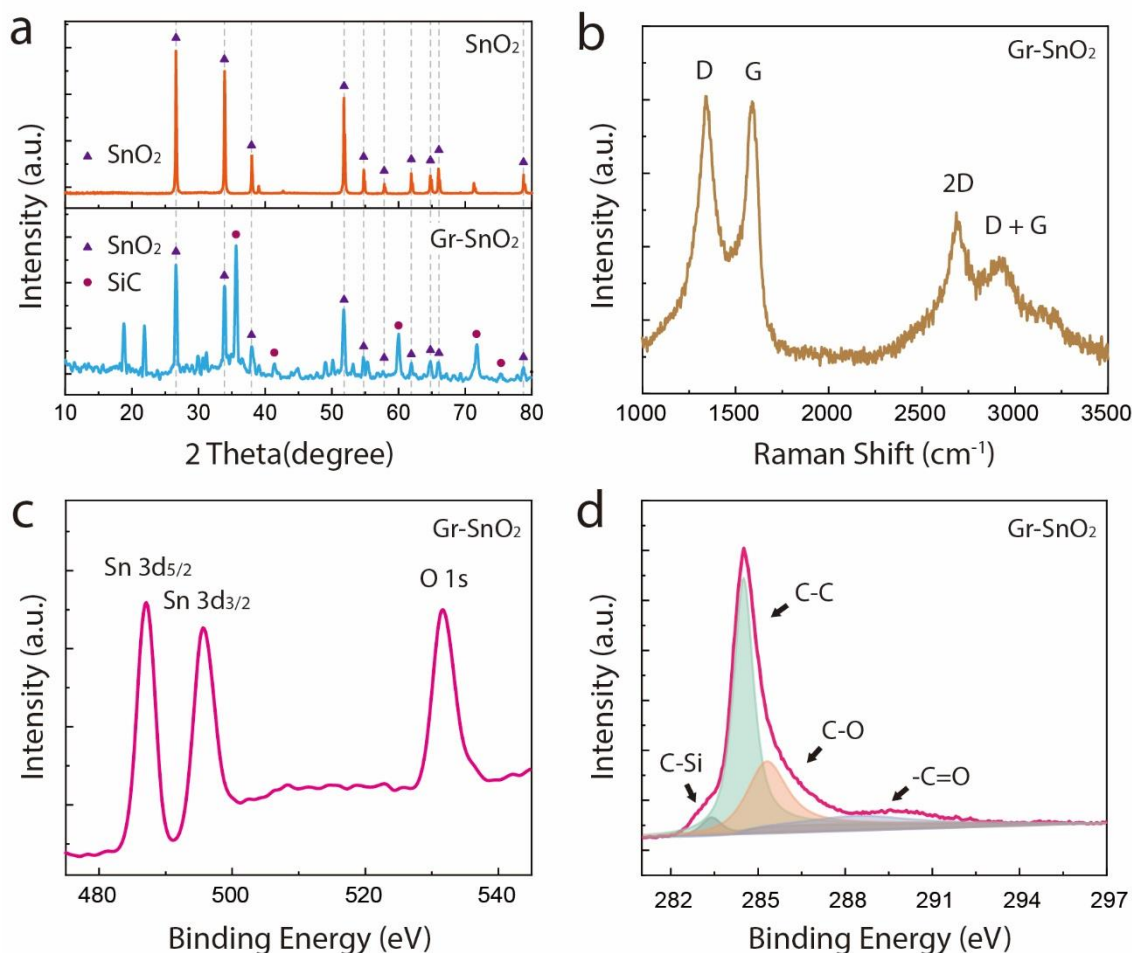 a
SnO₂
SnO₂
Gr-SnO₂
SnO₂
SiC
Intensity (a.u.)
10 20 30 40 50 60 70 80
2 Theta(degree)
b
Gr-SnO₂
D
G
2D
D + G
Intensity (a.u.)
1000 1500 2000 2500 3000 3500
Raman Shift (cm⁻¹)
c
Gr-SnO₂
Sn 3d₅/₂
Sn 3d₃/₂
O 1s
Intensity (a.u.)
480 500 520 540
Binding Energy (eV)
d
Gr-SnO₂
C-C
C-O
C-Si
-C=O
Intensity (a.u.)
282 285 288 291 294 297
Binding Energy (eV)